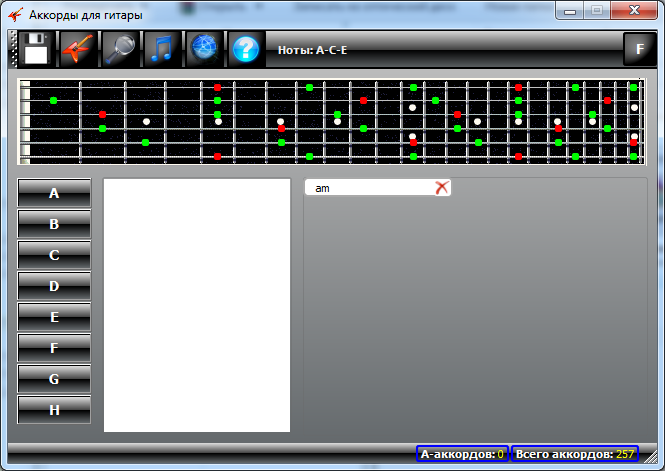 Аккорды для гитары
Ноты: A-C-E
F
A
B
C
D
E
F
G
H
am
A-аккордов: 0
Всего аккордов: 257